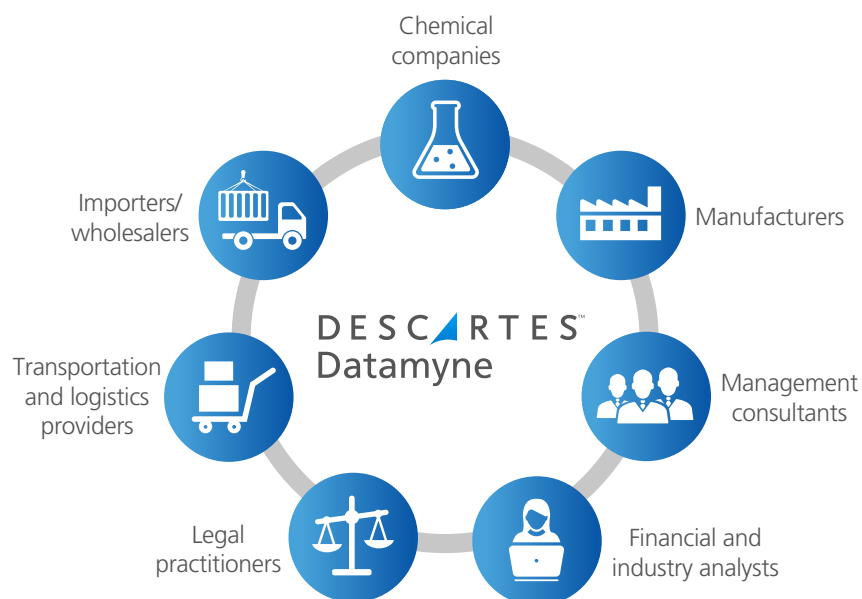 Chemical
companies
Importers/
wholesalers
Manufacturers
DESCARTES™
Datamyne
Transportation
and logistics
providers
Management
consultants
Legal
practitioners
Financial and
industry analysts